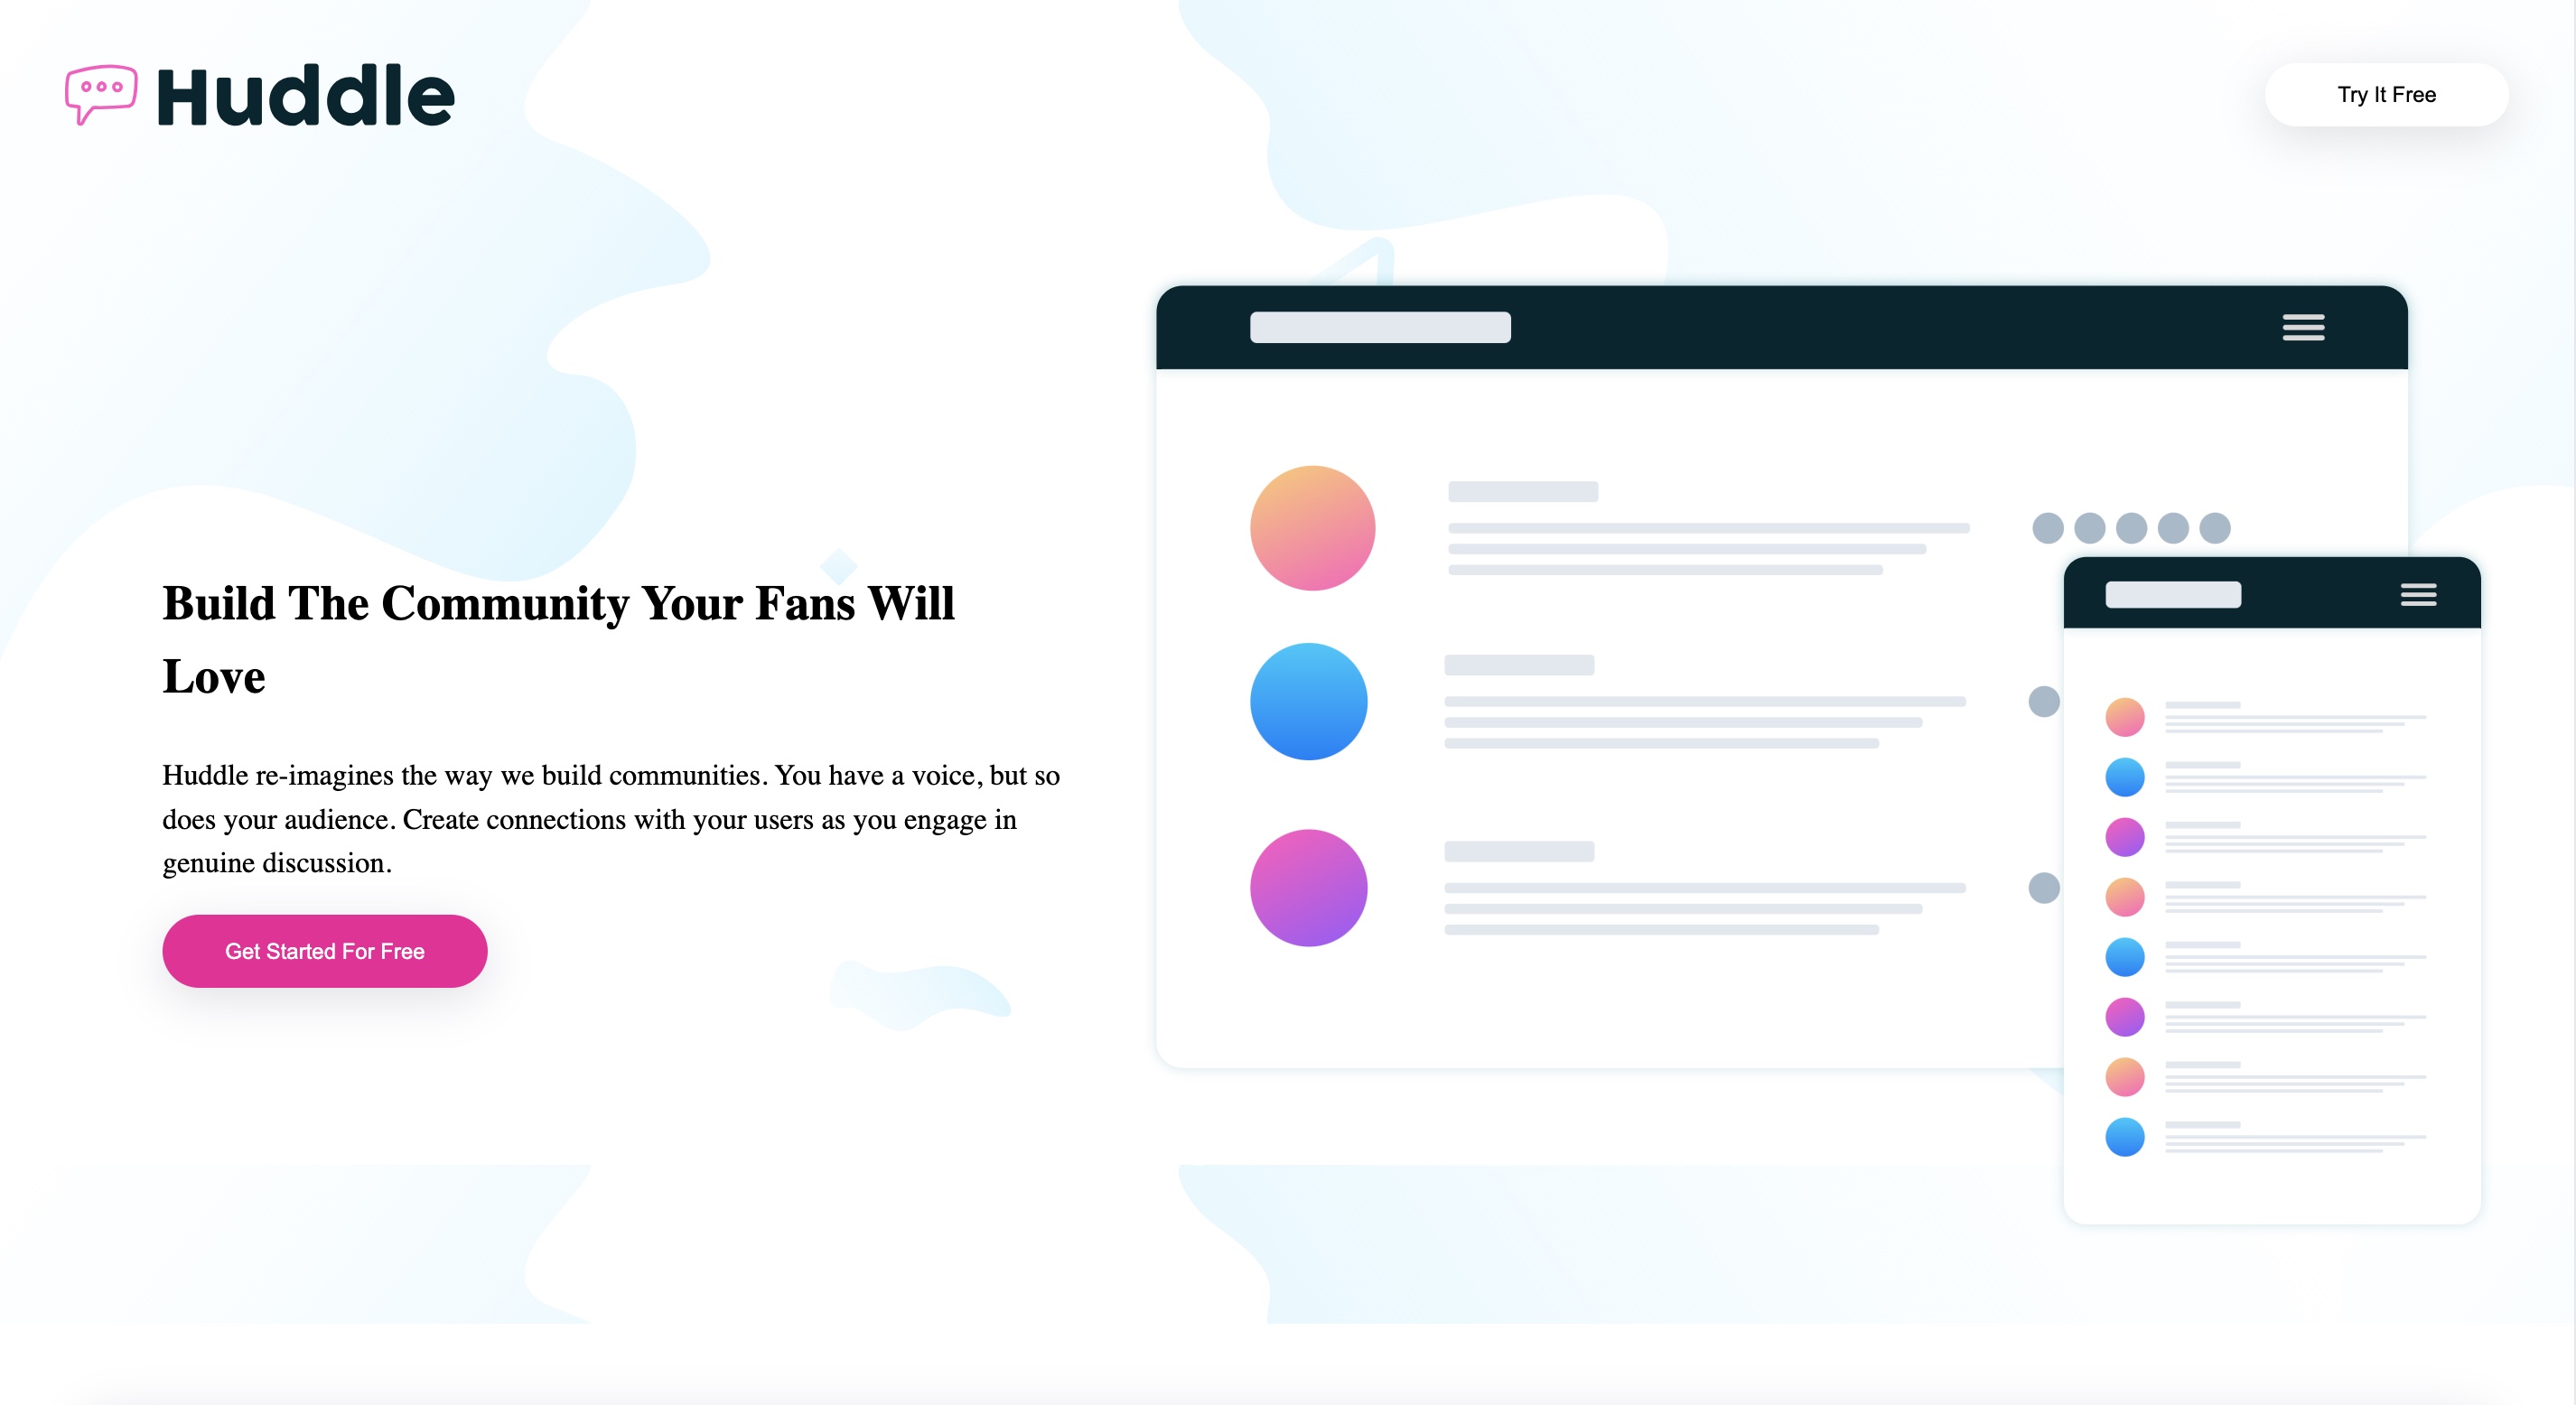 Huddle
Try It Free
Build The Community Your Fans Will
Love
Huddle re-imagines the way we build communities. You have a voice, but so
does your audience. Create connections with your users as you engage in
genuine discussion.
Get Started For Free